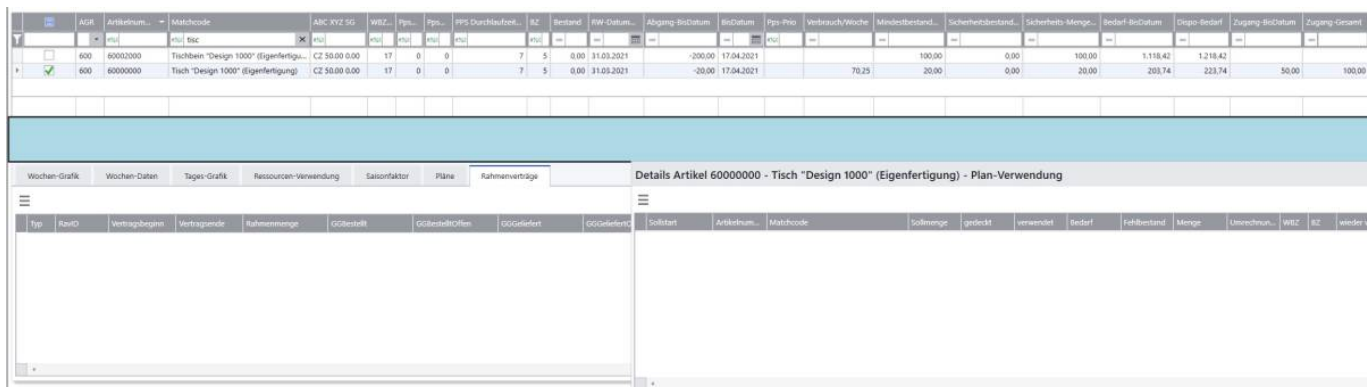 AGR Artikelnum... Matchcode ABC XYZ SG WBZ... Pps... Pps... PPS Durchlaufzeit... BZ Bestand RW-Datum... Abgang-BisDatum BisDatum Pps-Prio Verbrauch/Woche Mindestbestand... Sicherheitsbestand... Sicherheits-Menge... Bedarf-BisDatum Dispo-Bedarf Zugang-BisDatum Zugang-Gesamt
tisc
600 60002000 Tischbein "Design 1000" (Eigenfertigu... CZ 50.00 0.00 17 0 0 7 5 0,00 31.03.2021 -200,00 17.04.2021 100,00 0,00 100,00 1.118,42 1.218,42
600 60000000 Tisch "Design 1000" (Eigenfertigung) CZ 50.00 0.00 17 0 0 7 5 0,00 31.03.2021 -20,00 17.04.2021 70,25 20,00 0,00 20,00 203,74 223,74 50,00 100,00
Wochen-Grafik Wochen-Daten Tages-Grafik Ressourcen-Verwendung Saisonfaktor Pläne Rahmenverträge
Typ RavID Vertragsbeginn Vertragsende Rahmenmenge GGBestellt GGBestelltOffen GGGeliefert GGGeliefertO
Details Artikel 60000000 - Tisch "Design 1000" (Eigenfertigung) - Plan-Verwendung
Sollstart Artikelnum... Matchcode Sollmenge gedeckt verwendet Bedarf Fehlbestand Menge Umrechnun... WBZ BZ wieder v